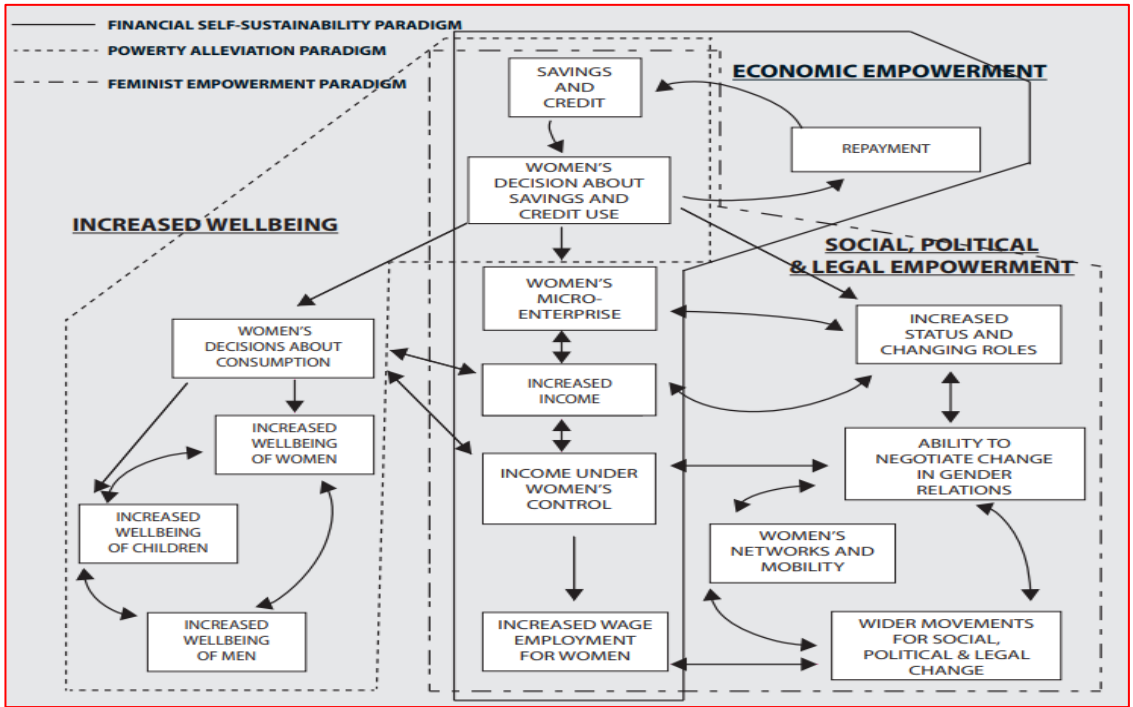 FINANCIAL SELF-SUSTAINABILITY PARADIGM
POWERTY ALLEVIATION PARADIGM
FEMINIST EMPOWERMENT PARADIGM
SAVINGS
AND
CREDIT
ECONOMIC EMPOWERMENT
REPAYMENT
WOMEN'S
DECISION ABOUT
SAVINGS AND
CREDIT USE
INCREASED WELLBEING
SOCIAL, POLITICAL
& LEGAL EMPOWERMENT
WOMEN'S
MICRO-
ENTERPRISE
INCREASED
STATUS AND
CHANGING ROLES
WOMEN'S
DECISIONS ABOUT
CONSUMPTION
INCREASED
INCOME
INCREASED
WELLBEING
OF WOMEN
ABILITY TO
NEGOTIATE CHANGE
IN GENDER
RELATIONS
INCOME UNDER
WOMEN'S
CONTROL
INCREASED
WELLBEING
OF CHILDREN
WOMEN'S
NETWORKS AND
MOBILITY
INCREASED
WELLBEING
OF MEN
INCREASED WAGE
EMPLOYMENT
FOR WOMEN
WIDER MOVEMENTS
FOR SOCIAL,
POLITICAL & LEGAL
CHANGE